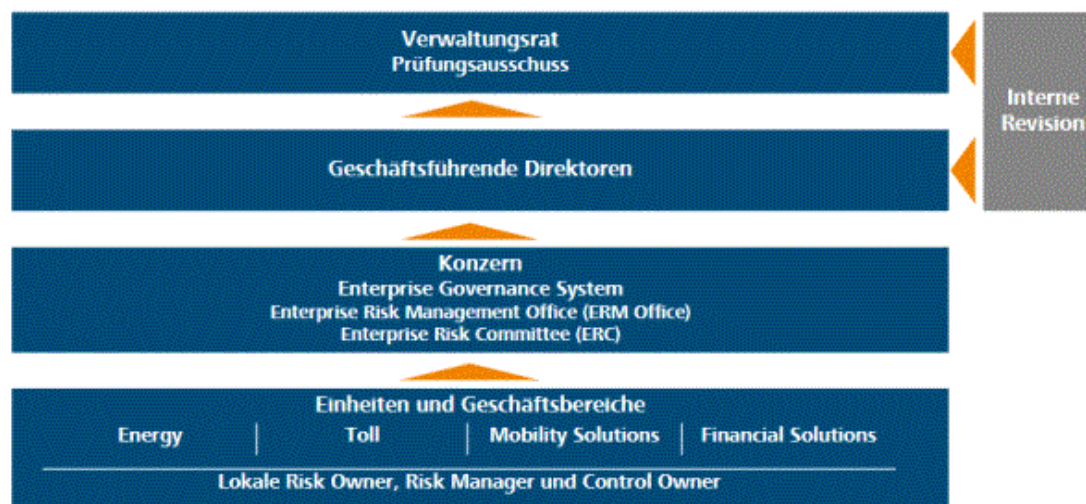 Verwaltungsrat
Prüfungsausschuss
Interne
Revision
Geschäftsführende Direktoren
Konzern
Enterprise Governance System
Enterprise Risk Management Office (ERM Office)
Enterprise Risk Committee (ERC)
Einheiten und Geschäftsbereiche
Energy Toll Mobility Solutions Financial Solutions
Lokale Risk Owner, Risk Manager und Control Owner